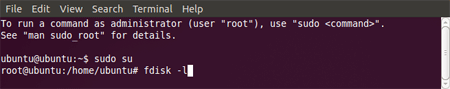 File Edit View Search Terminal Help
To run a command as administrator (user "root"), use "sudo <command>".
See "man sudo_root" for details.
ubuntu@ubuntu:~$ sudo su
root@ubuntu:/home/ubuntu# fdisk -l